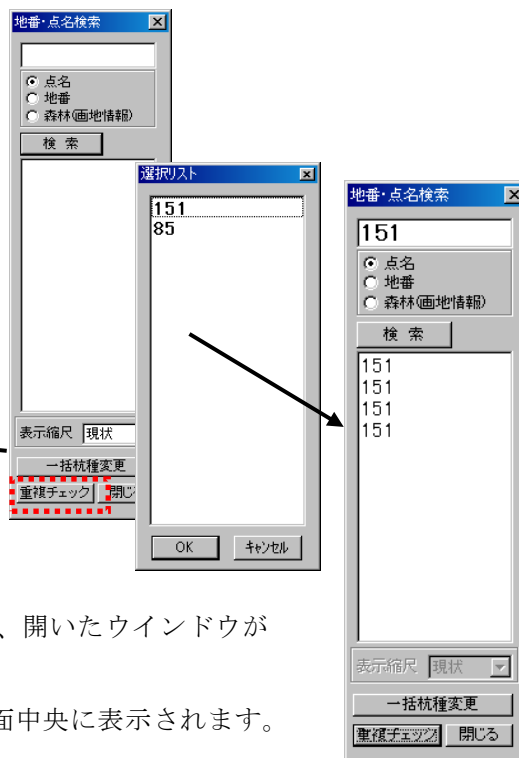 地番・点名検索
点名
地番
森林(画地情報)
検 索
表示縮尺 現状
一括杭種変更
重複チェック 閉じ
選択リスト
151
85
OK キャンセル
地番・点名検索
151
点名
地番
森林(画地情報)
検 索
151
151
151
151
表示縮尺 現状
一括杭種変更
重複チェック 閉じる
、開いたウインドウが
面中央に表示されます。